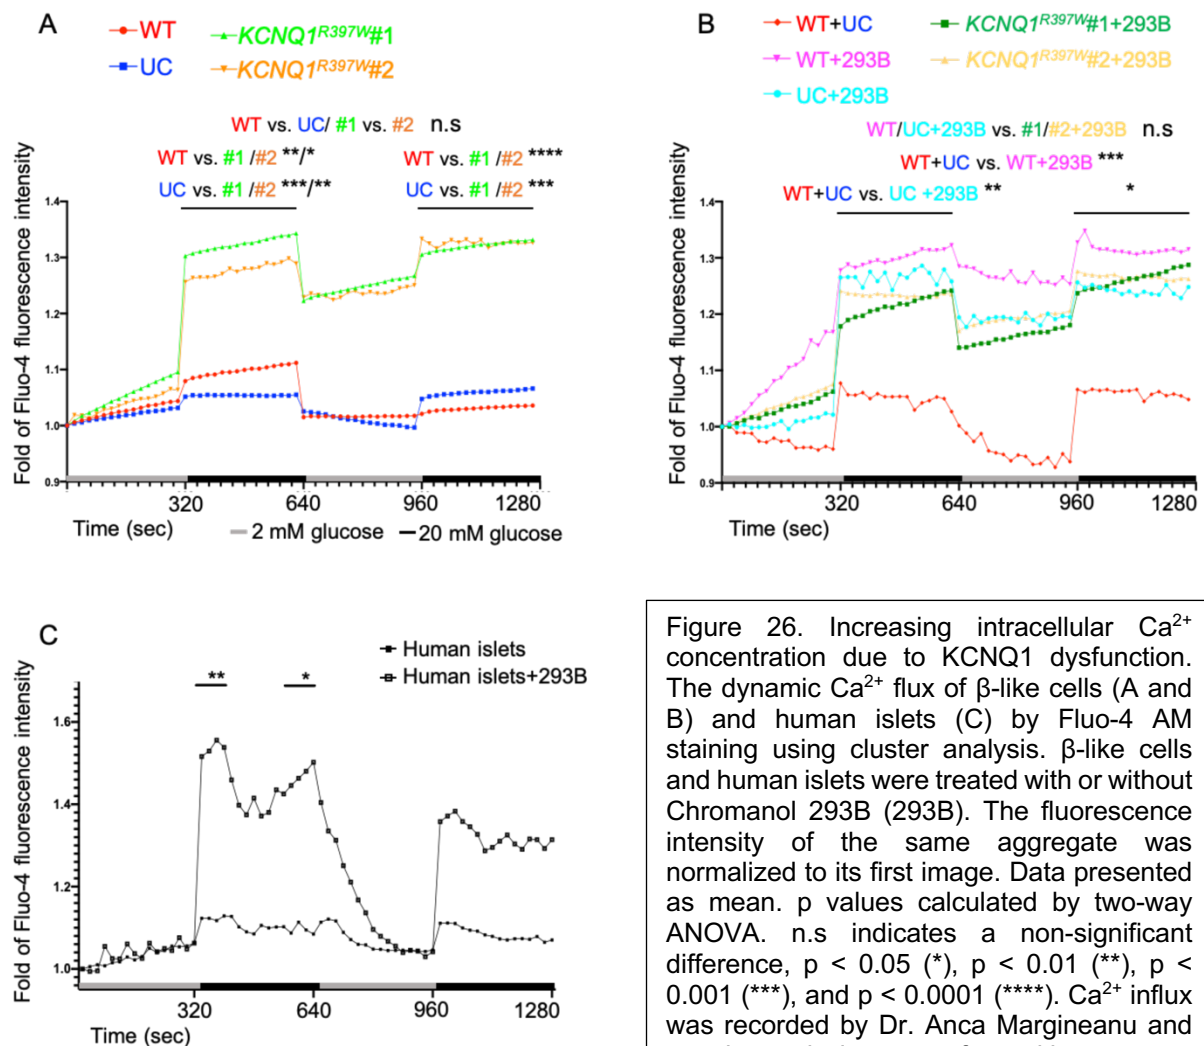 A
WT
KCNQ1R397W#1
UC
KCNQ1R397W#2
WT vs. UC/ #1 vs. #2 n.s
WT vs. #1 /#2 **/*
WT vs. #1 /#2 ****
UC vs. #1 /#2 ***/**
UC vs. #1 /#2 ***
Fold of Fluo-4 fluorescence intensity
1.4
1.3
1.2
1.1
1.0
0.9
320
640
960
1280
Time (sec)
2 mM glucose
20 mM glucose
B
WT+UC
KCNQ1R397W#1+293B
WT+293B
KCNQ1R397W#2+293B
UC+293B
WT/UC+293B vs. #1/#2+293B n.s
WT+UC vs. WT+293B ***
WT+UC vs. UC +293B **
*
Fold of Fluo-4 fluorescence intensity
1.4
1.3
1.2
1.1
1.0
0.9
320
640
960
1280
Time (sec)
C
Human islets
Human islets+293B
**
*
Fold of Fluo-4 fluorescence intensity
1.6
1.4
1.2
1.0
320
640
960
1280
Time (sec)
Figure 26. Increasing intracellular Ca2+
concentration due to KCNQ1 dysfunction.
The dynamic Ca2+ flux of β-like cells (A and
B) and human islets (C) by Fluo-4 AM
staining using cluster analysis. β-like cells
and human islets were treated with or without
Chromanol 293B (293B). The fluorescence
intensity of the same aggregate was
normalized to its first image. Data presented
as mean. p values calculated by two-way
ANOVA. n.s indicates a non-significant
difference, p < 0.05 (*), p < 0.01 (**), p <
0.001 (***), and p < 0.0001 (****). Ca2+ influx
was recorded by Dr. Anca Margineanu and